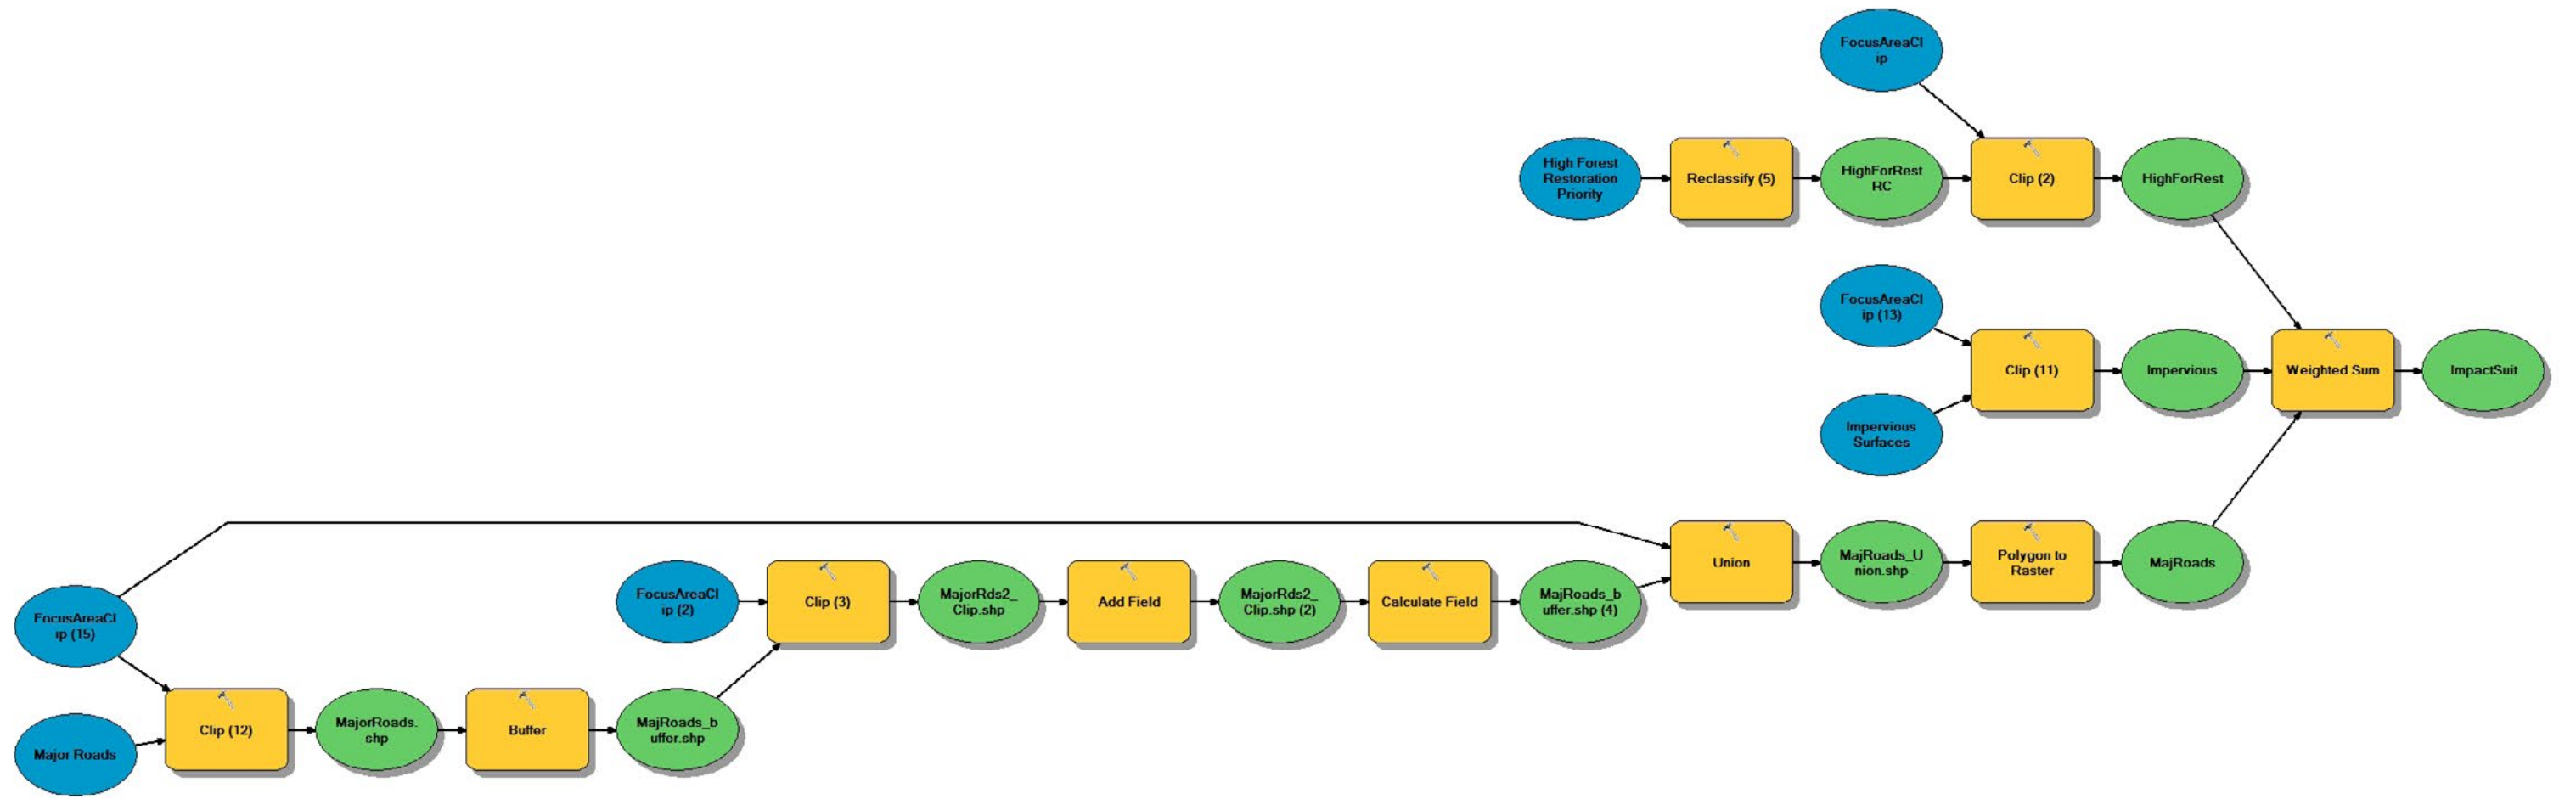 FocusAreaCl
ip
High Forest
Restoration
Priority
Reclassify (5)
HighForRest
RC
Clip (2)
HighForRest
FocusAreaCl
ip (13)
Impervious
Surfaces
Clip (11)
Impervious
Weighted Sum
ImpactSuit
FocusAreaCl
ip (15)
Major Roads
Clip (12)
MajorRoads.
shp
Buffer
MajRoads_b
uffer.shp
FocusAreaCl
ip (2)
Clip (3)
MajorRds2_
Clip.shp
Add Field
MajorRds2_
Clip.shp (2)
Calculate Field
MajRoads_b
uffer.shp (4)
Union
MajRoads_U
nion.shp
Polygon to
Raster
MajRoads